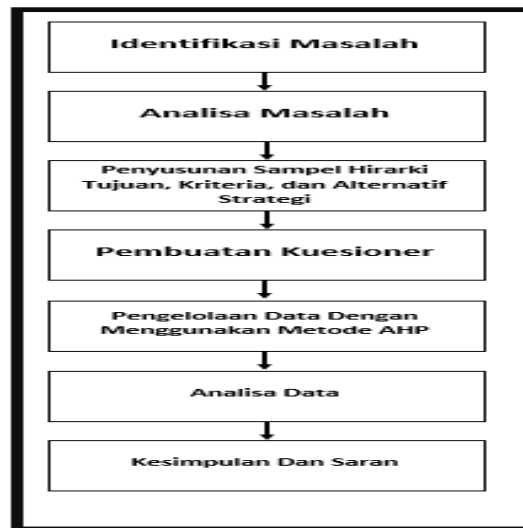 Identifikasi Masalah
Analisa Masalah
Penyusunan Sampel Hirarki
Tujuan, Kriteria, dan Alternatif
Strategi
Pembuatan Kuesioner
Pengelolaan Data Dengan
Menggunakan Metode AHP
Analisa Data
Kesimpulan Dan Saran